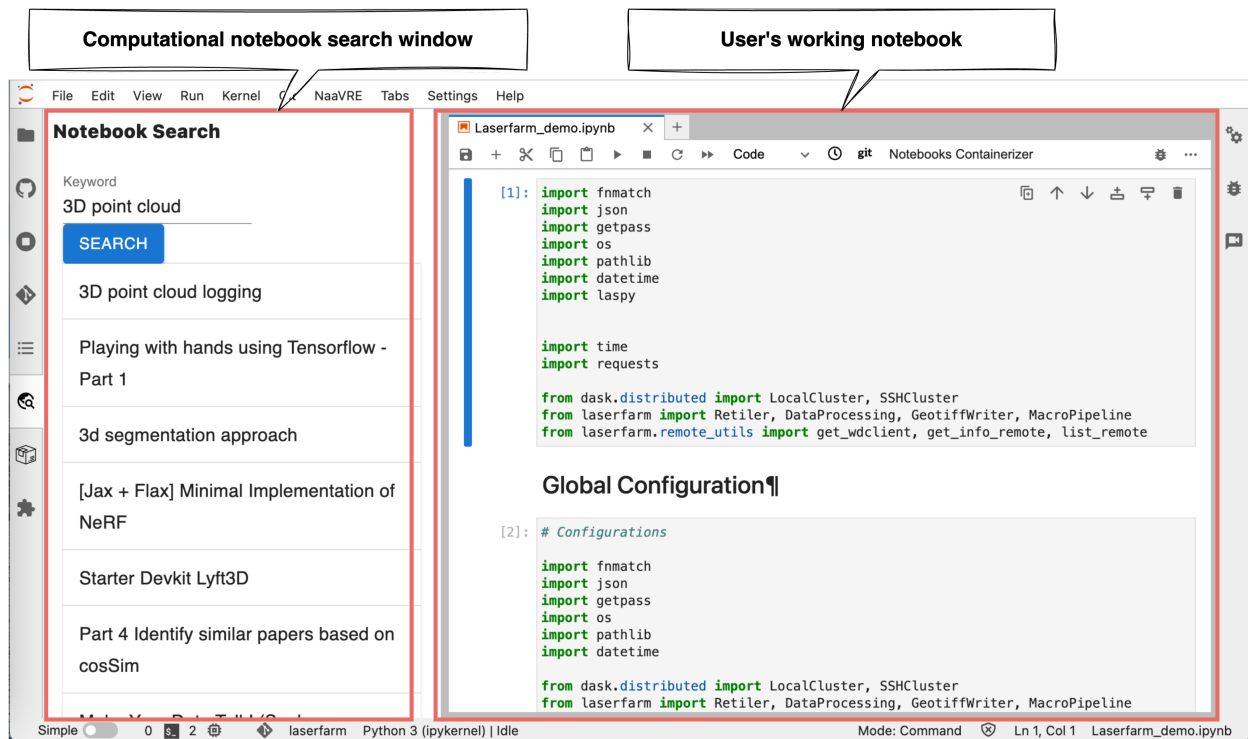 Computational notebook search window
User's working notebook
File Edit View Run Kernel Git NaaVRE Tabs Settings Help
Notebook Search
Keyword
3D point cloud
SEARCH
3D point cloud logging
Playing with hands using Tensorflow -
Part 1
3d segmentation approach
[Jax + Flax] Minimal Implementation of
NeRF
Starter Devkit Lyft3D
Part 4 Identify similar papers based on
cosSim
Laserfarm_demo.ipynb
Code git Notebooks Containerizer
[1]: import fnmatch
import json
import getpass
import os
import pathlib
import datetime
import laspy
import time
import requests
from dask.distributed import LocalCluster, SSHCluster
from laserfarm import Retiler, DataProcessing, GeotiffWriter, MacroPipeline
from laserfarm.remote_utils import get_wdclient, get_info_remote, list_remote
Global Configuration¶
[2]: # Configurations
import fnmatch
import json
import getpass
import os
import pathlib
import datetime
from dask.distributed import LocalCluster, SSHCluster
from laserfarm import Retiler, DataProcessing, GeotiffWriter, MacroPipeline
Simple 0 2 laserfarm Python 3 (ipykernel) | Idle Mode: Command Ln 1, Col 1 Laserfarm_demo.ipynb